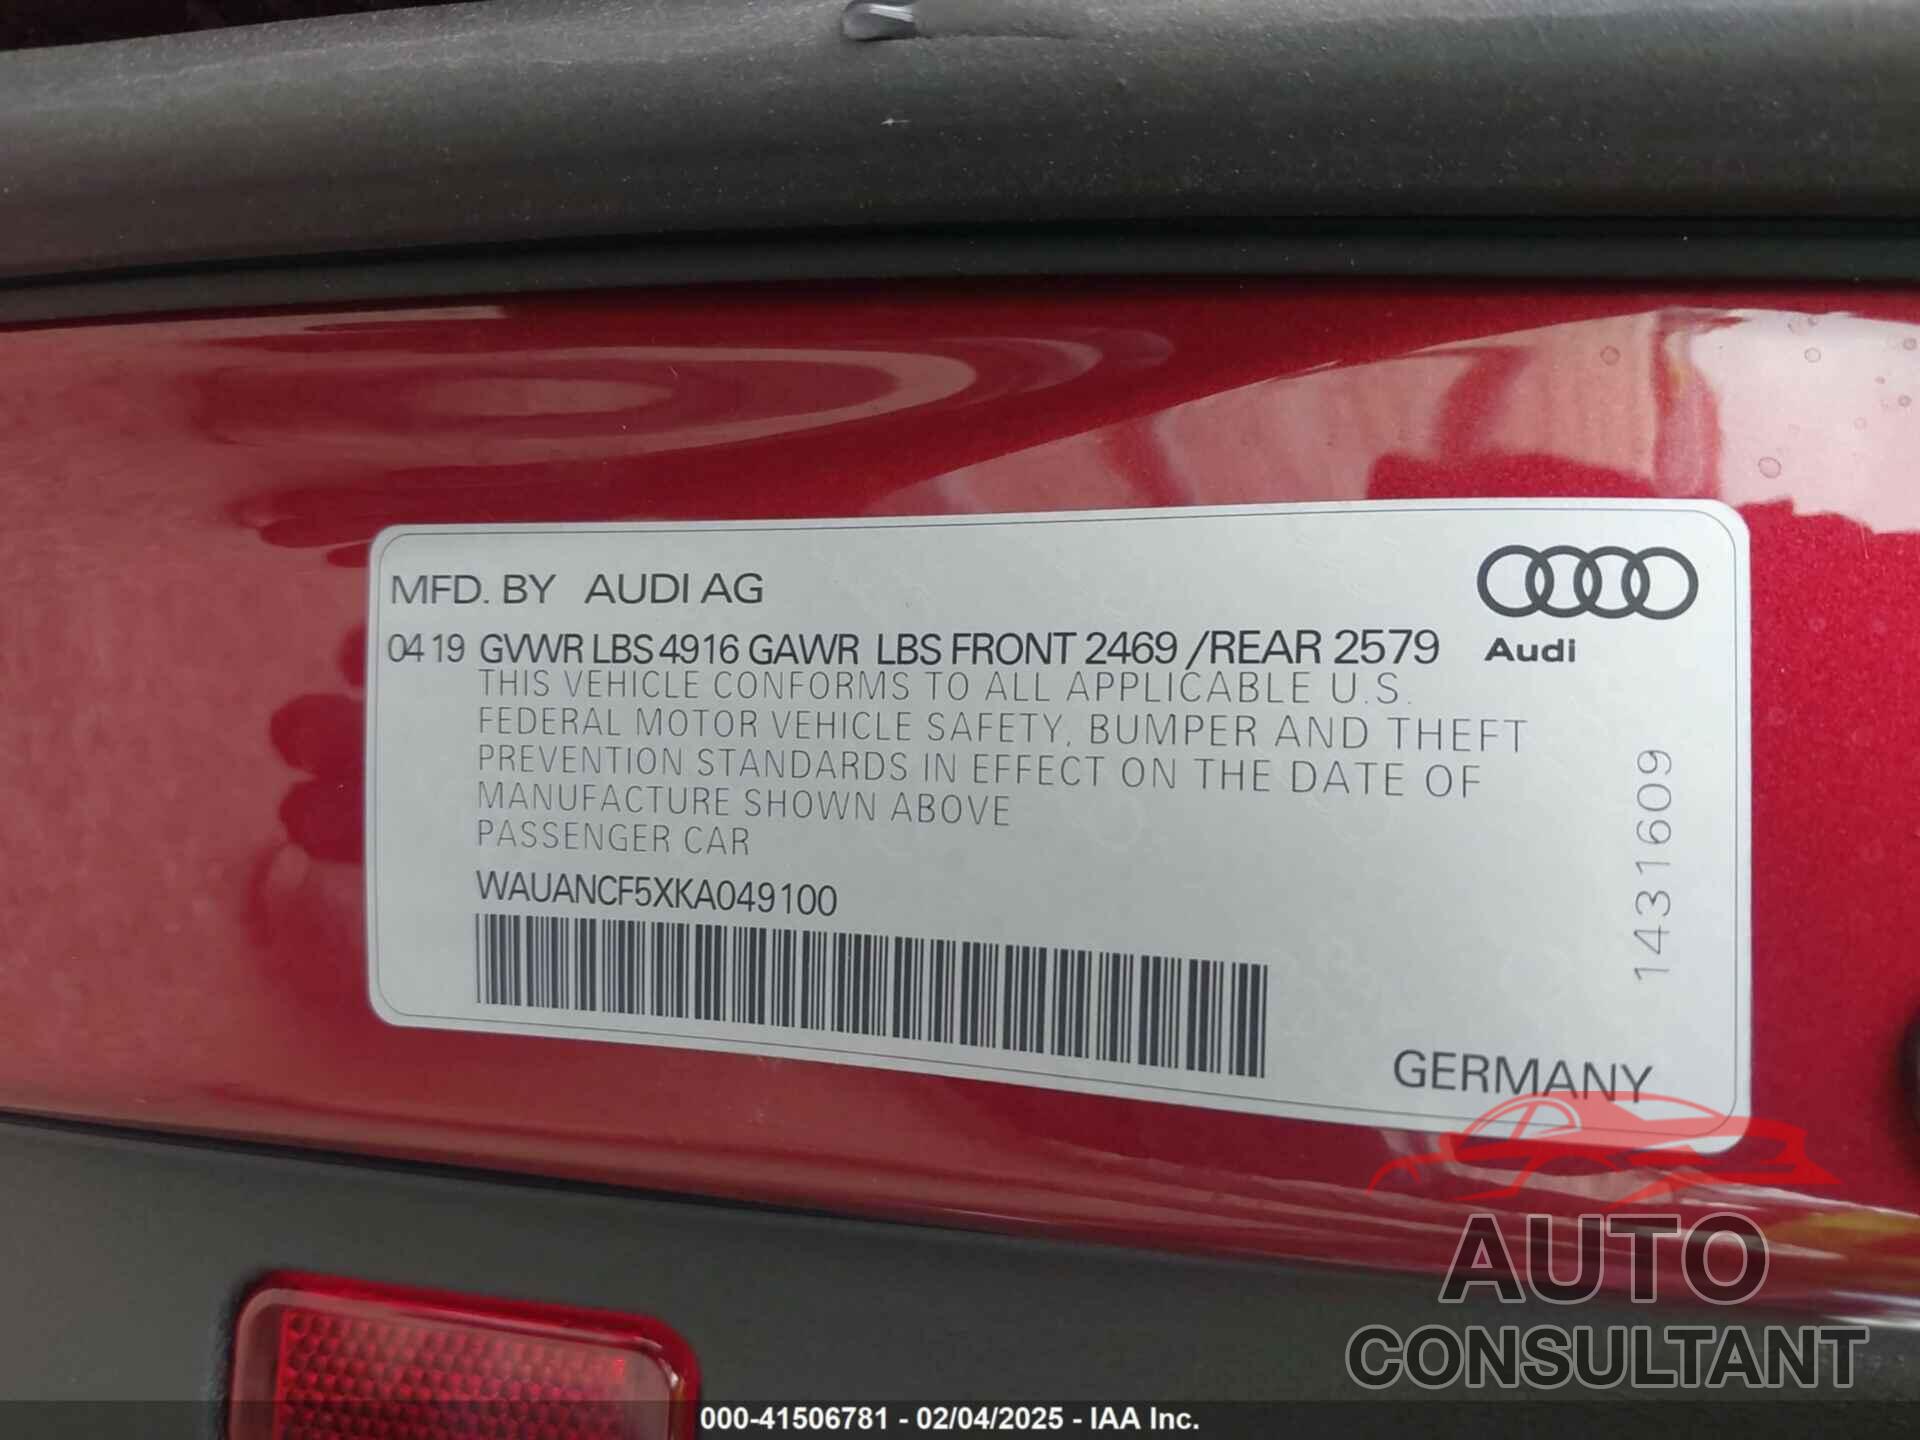 MFD. BY AUDI AG
04 19 GVWR LBS 4916 GAWR LBS FRONT 2469 /REAR 2579
Audi
THIS VEHICLE CONFORMS TO ALL APPLICABLE U.S.
FEDERAL MOTOR VEHICLE SAFETY, BUMPER AND THEFT
PREVENTION STANDARDS IN EFFECT ON THE DATE OF
MANUFACTURE SHOWN ABOVE
PASSENGER CAR
WAUANCF5XKA049100
1431609
GERMANY
AUTO
CONSULTANT
000-41506781 - 02/04/2025 - IAA Inc.